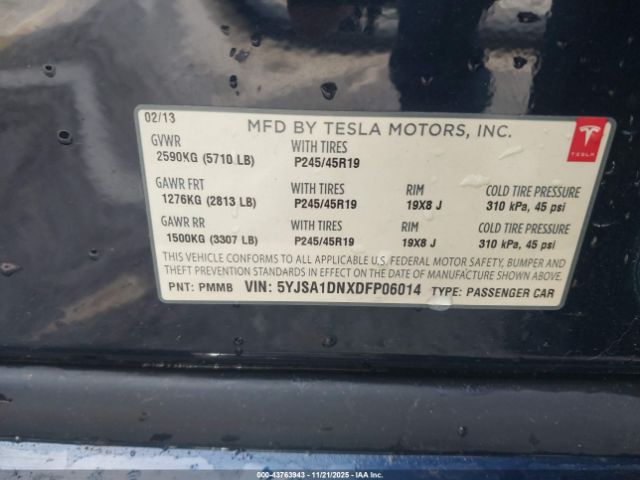 02/13
MFD BY TESLA MOTORS, INC.
TESLA
GVWR WITH TIRES
2590KG (5710 LB) P245/45R19
GAWR FRT WITH TIRES RIM COLD TIRE PRESSURE
1276KG (2813 LB) P245/45R19 19X8 J 310 kPa, 45 psi
GAWR RR WITH TIRES RIM COLD TIRE PRESSURE
1500KG (3307 LB) P245/45R19 19X8 J 310 kPa, 45 psi
THIS VEHICLE CONFORMS TO ALL APPLICABLE U.S. FEDERAL MOTOR SAFETY, BUMPER AND
THEFT PREVENTION STANDARDS IN EFFECT ON THE DATE OF MANUFACTURE SHOWN ABOVE.
PNT: PMMB VIN: 5YJSA1DNXDFP06014 TYPE: PASSENGER CAR
000-43763943 - 11/21/2025 - IAAI.COM